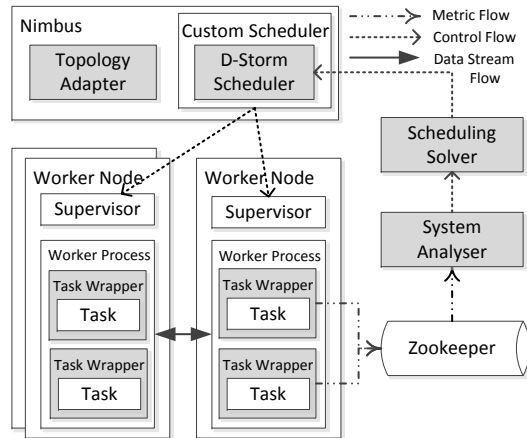 Nimbus
Custom Scheduler
Topology
Adapter
D-Storm
Scheduler
Metric Flow
Control Flow
Data Stream
Flow
Scheduling
Solver
System
Analyser
Zookeeper
Worker Node
Supervisor
Worker Process
Task Wrapper
Task
Task Wrapper
Task
Worker Node
Supervisor
Worker Process
Task Wrapper
Task
Task Wrapper
Task